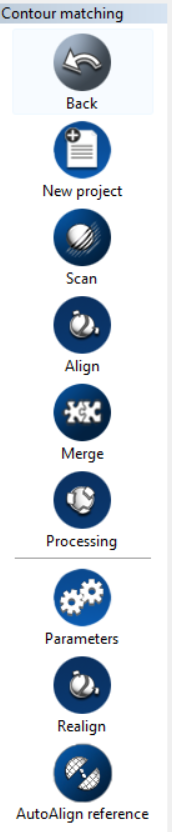 Contour matching
Back
New project
Scan
Align
Merge
Processing
Parameters
Realign
AutoAlign reference